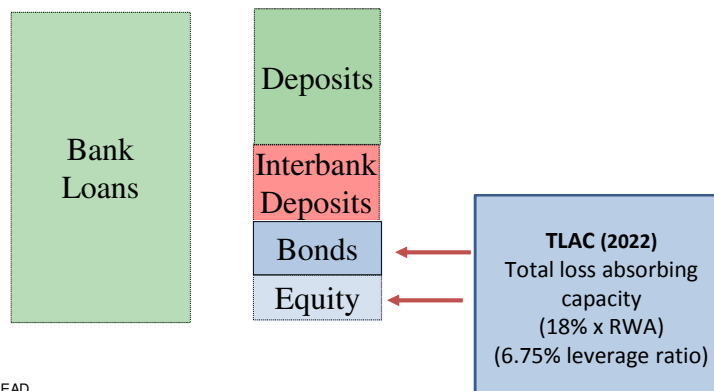 Bank
Loans
Deposits
Interbank
Deposits
Bonds
Equity
TLAC (2022)
Total loss absorbing
capacity
(18% x RWA)
(6.75% leverage ratio)
EAD